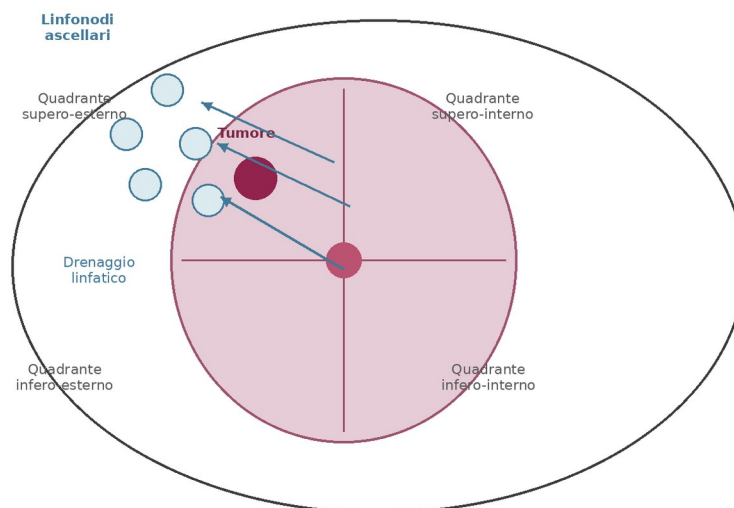 Linfonodi
ascellari
Quadrante
supero-esterno
Quadrante
supero-interno
Tumore
Drenaggio
linfatico
Quadrante
infero-esterno
Quadrante
infero-interno